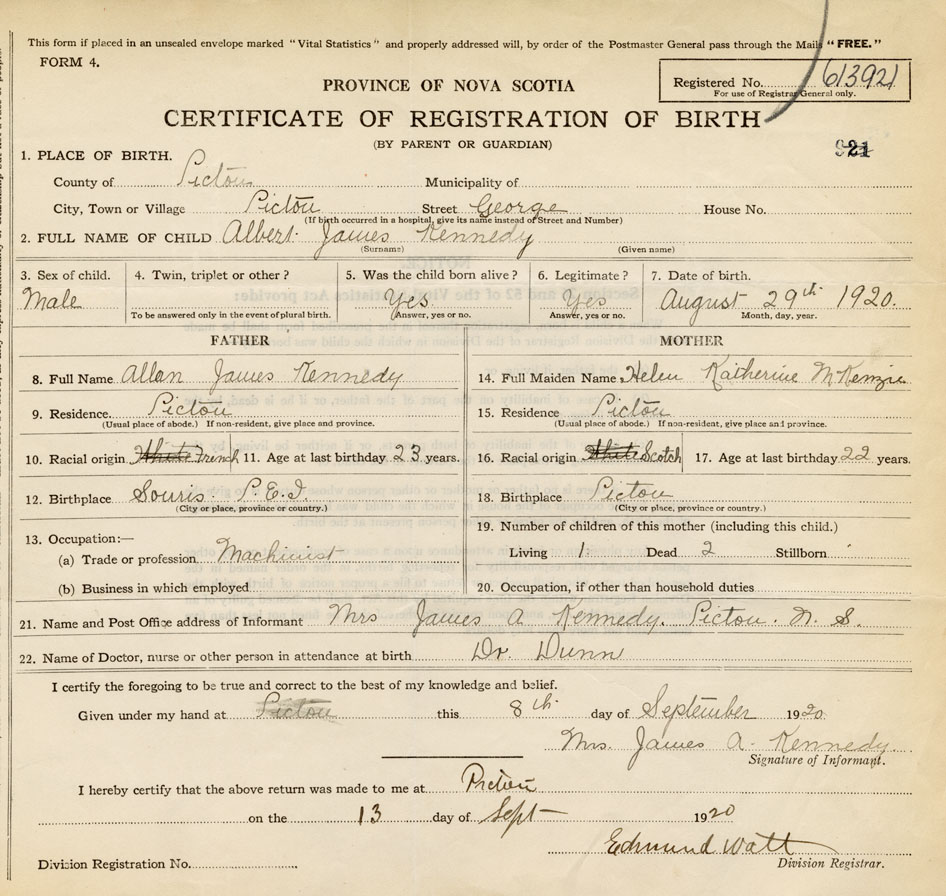 This form if placed in an unsealed envelope marked "Vital Statistics" and properly addressed will, by order of the Postmaster General pass through the Mails "FREE."
FORM 4.
Registered No. 613921
For use of Registrar General only.
PROVINCE OF NOVA SCOTIA
CERTIFICATE OF REGISTRATION OF BIRTH
(BY PARENT OR GUARDIAN)
921
1. PLACE OF BIRTH.
County of Pictou Municipality of
City, Town or Village Pictou Street George House No.
(If birth occurred in a hospital, give its name instead of Street and Number)
2. FULL NAME OF CHILD Albert James Kennedy
(Surname) (Given name)
3. Sex of child. 4. Twin, triplet or other? 5. Was the child born alive? 6. Legitimate? 7. Date of birth.
Male Yes Yes August 29th 1920.
To be answered only in the event of plural birth. Answer, yes or no. Answer, yes or no. Month, day, year.
FATHER
8. Full Name Allan James Kennedy
9. Residence. Pictou
(Usual place of abode.) If non-resident, give place and province.
10. Racial origin White French 11. Age at last birthday 23 years.
12. Birthplace Souris P.E.I.
(City or place, province or country.)
13. Occupation:—
(a) Trade or profession Machinist
(b) Business in which employed
MOTHER
14. Full Maiden Name Helen Katherine McKenzie
15. Residence Pictou
(Usual place of abode.) If non-resident, give place and province.
16. Racial origin White Scotch 17. Age at last birthday 22 years.
18. Birthplace Pictou
(City or place, province or country.)
19. Number of children of this mother (including this child.)
Living 1 Dead 2 Stillborn
20. Occupation, if other than household duties
21. Name and Post Office address of Informant Mrs James A Kennedy. Pictou. N. S.
22. Name of Doctor, nurse or other person in attendance at birth Dr. Dunn
I certify the foregoing to be true and correct to the best of my knowledge and belief.
Given under my hand at Pictou this 8th day of September 1920.
Mrs. James A. Kennedy.
Signature of Informant.
I hereby certify that the above return was made to me at Pictou
on the 13 day of Sept 1920
Edmund Watt
Division Registration No. Division Registrar.